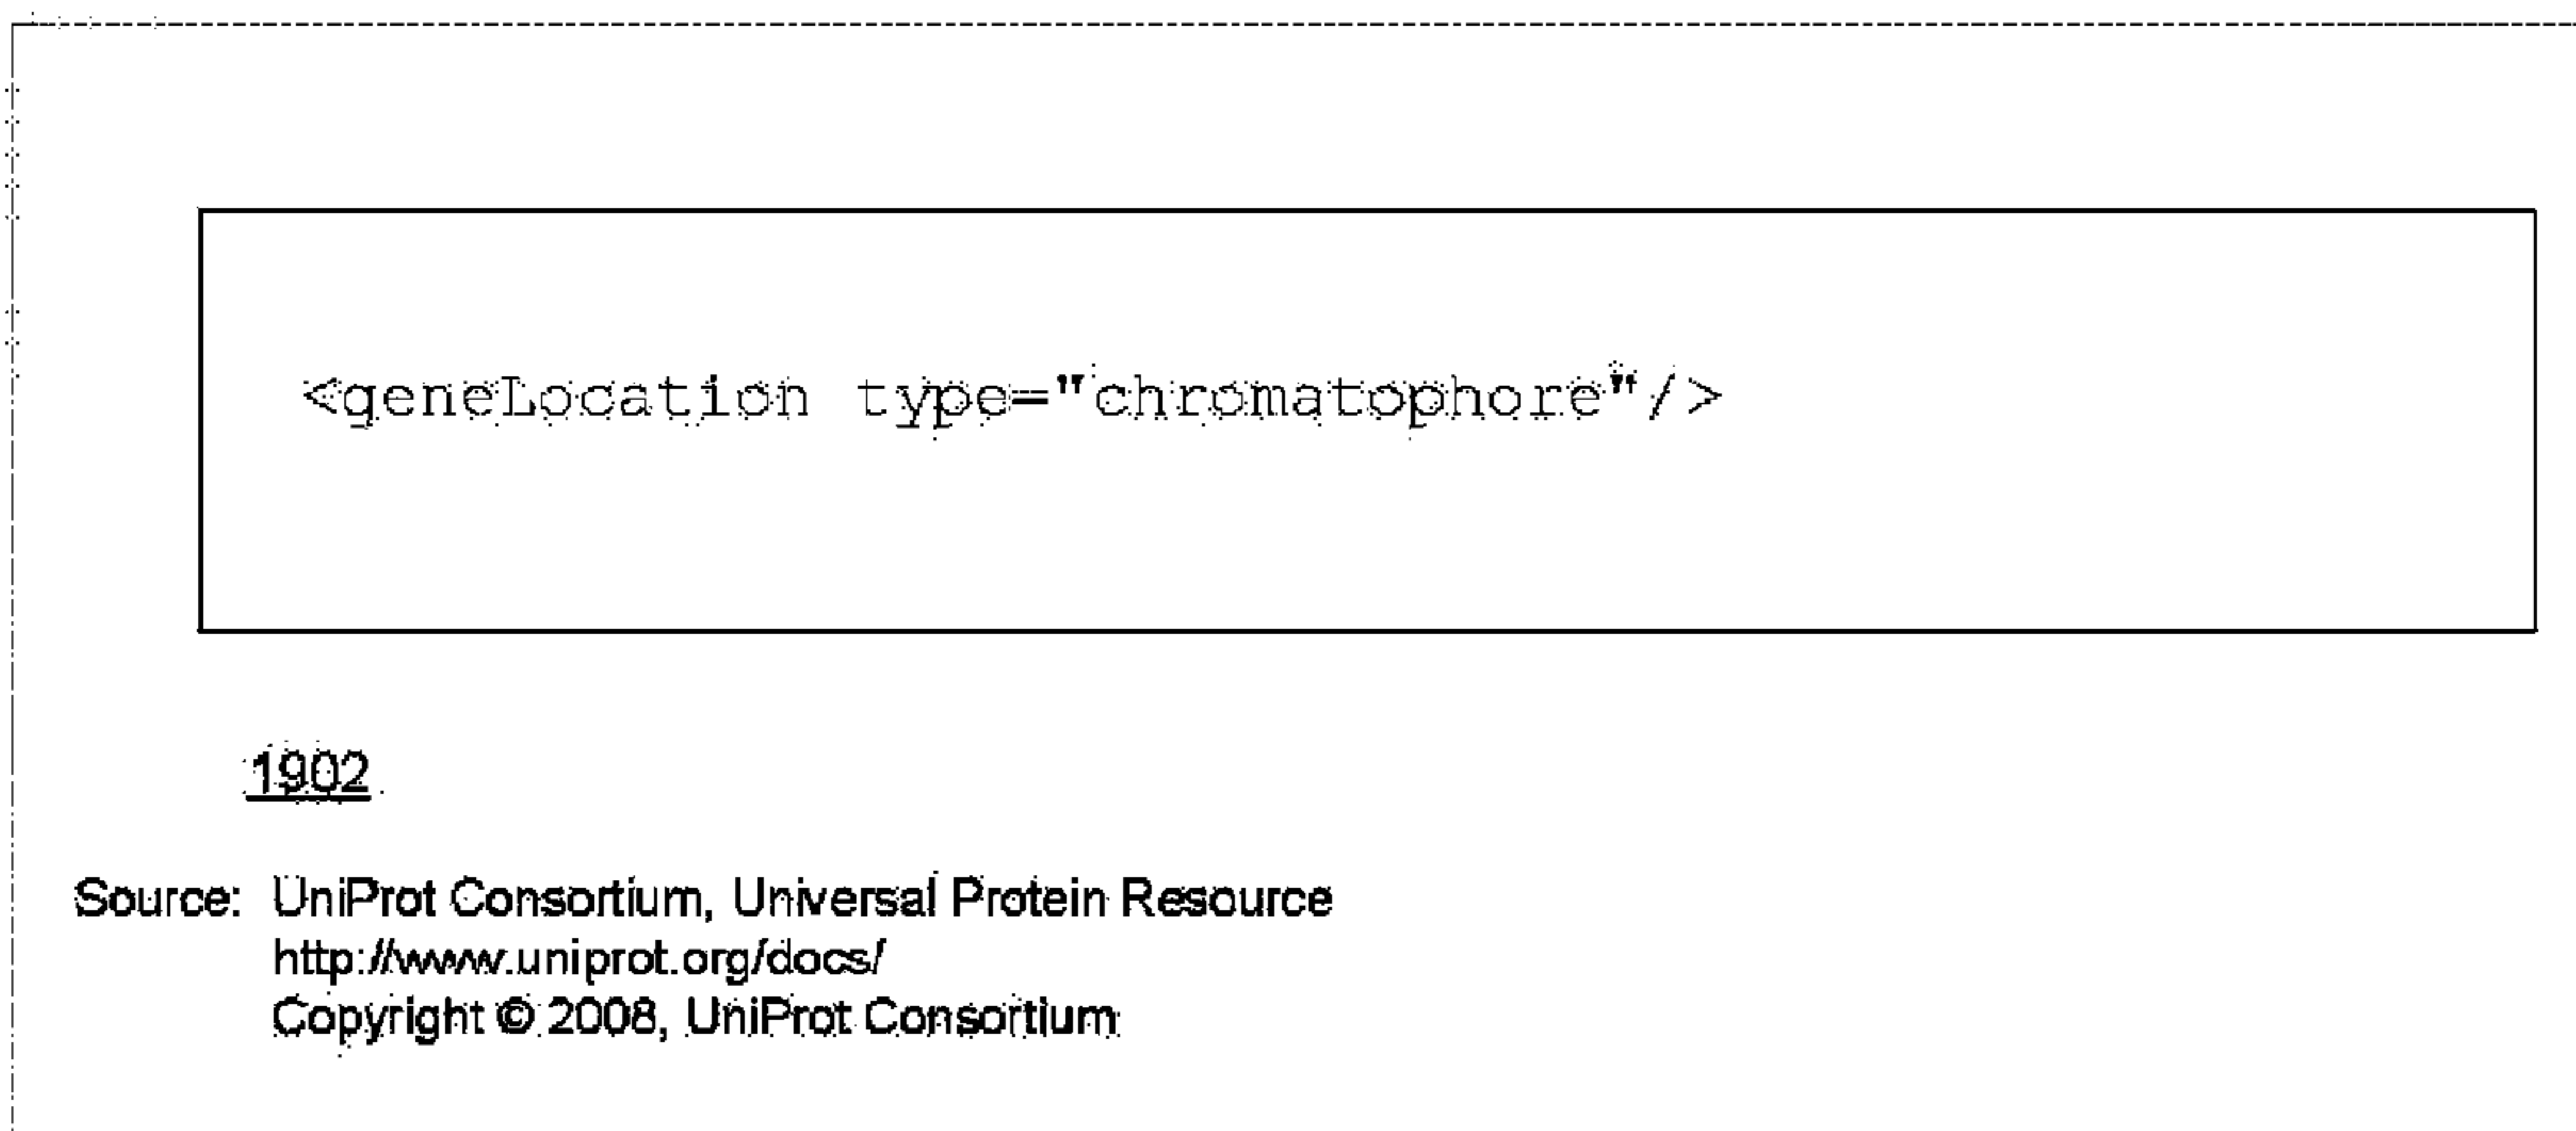 <geneLocation type="chromatophore"/>
1902
Source: UniProt Consortium, Universal Protein Resource
http://www.uniprot.org/docs/
Copyright © 2008, UniProt Consortium